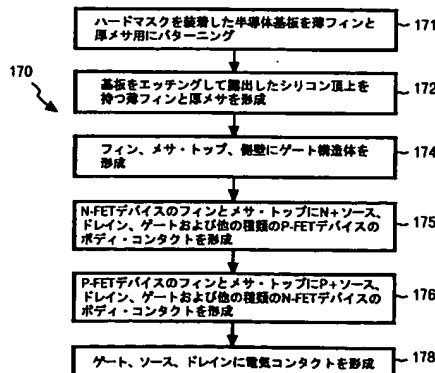 ハードマスクを装着した半導体基板を薄フィンと
厚メサ用にパターニング
171
170
基板をエッチングして露出したシリコン頂上を
持つ薄フィンと厚メサを形成
172
フィン、メサ・トップ、側壁にゲート構造体を
形成
174
N-FETデバイスのフィンとメサ・トップにN+ソース、
ドレイン、ゲートおよび他の種類のP-FETデバイスの
ボディ・コンタクトを形成
175
P-FETデバイスのフィンとメサ・トップにP+ソース、
ドレイン、ゲートおよび他の種類のN-FETデバイスの
ボディ・コンタクトを形成
176
ゲート、ソース、ドレインに電気コンタクトを形成
178